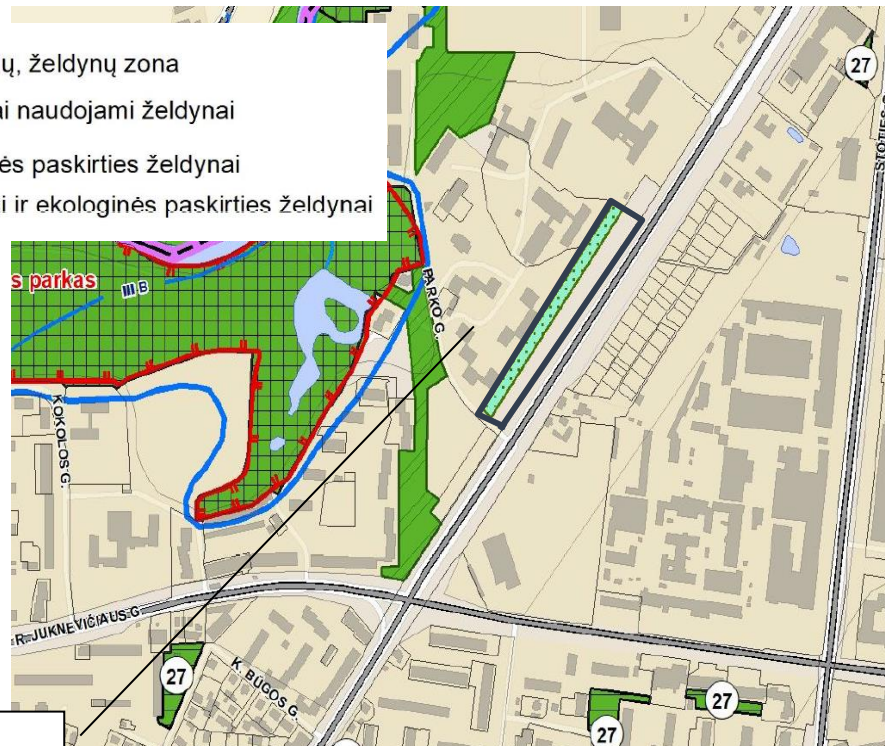 ų, želdynų zona
ai naudojami želdynai
ės paskirties želdynai
i ir ekologinės paskirties želdynai
s parkas
III B
PARKO G.
KOKOLOS G.
STOTIES G.
R. JUKNEVIČIAUS G.
K. BŪGOS G.
27
27
27
27